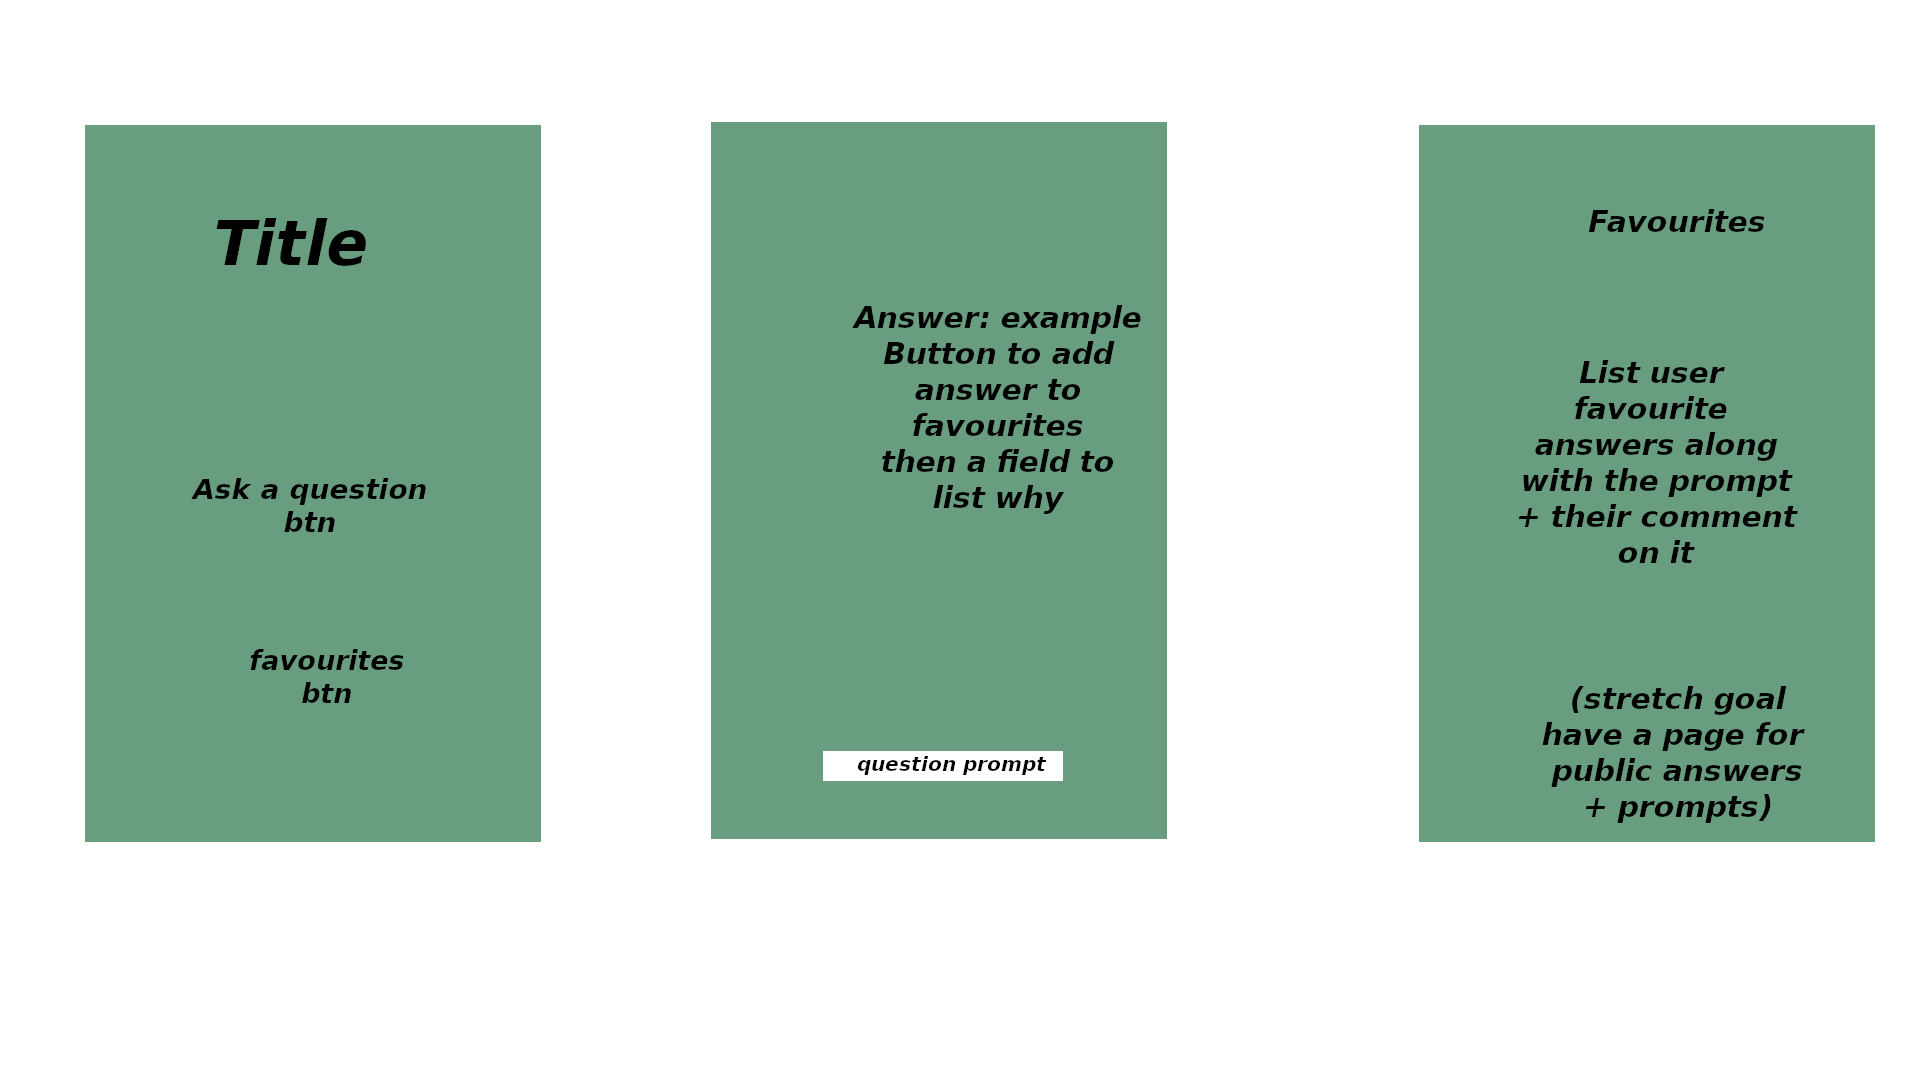 Title
Ask a question
btn
favourites
btn
Answer: example
Button to add
answer to
favourites
then a field to
list why
question prompt
Favourites
List user
favourite
answers along
with the prompt
+ their comment
on it
(stretch goal
have a page for
public answers
+ prompts)